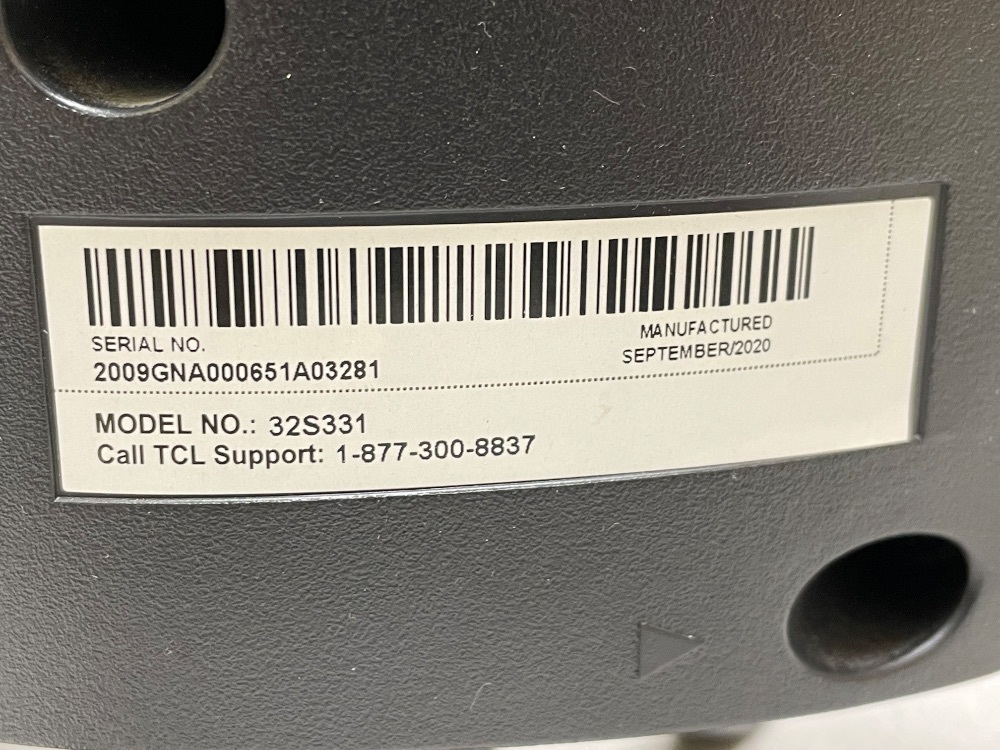 SERIAL NO.
2009GNA000651A03281
MANUFACTURED
SEPTEMBER/2020
MODEL NO.: 32S331
Call TCL Support: 1-877-300-8837